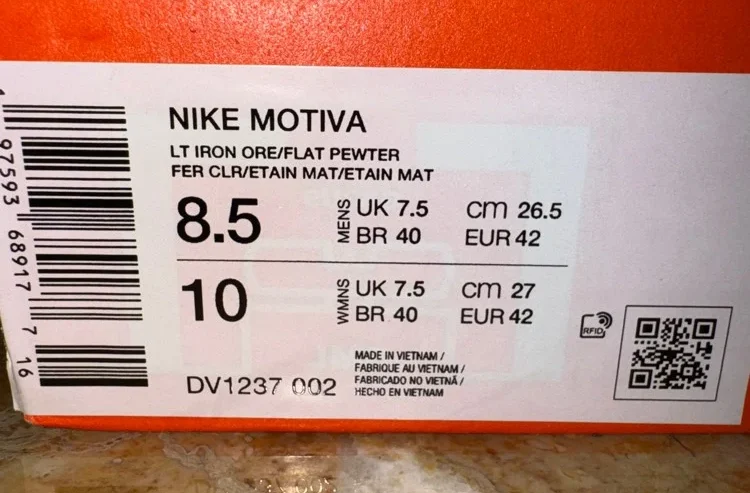 NIKE MOTIVA
LT IRON ORE/FLAT PEWTER
FER CLR/ETAIN MAT/ETAIN MAT
8.5 MENS UK 7.5 cm 26.5
BR 40 EUR 42
10 WMNS UK 7.5 cm 27
BR 40 EUR 42
RFID
MADE IN VIETNAM /
FABRIQUE AU VIETNAM /
FABRICADO NO VIETNÃ /
HECHO EN VIETNAM
DV1237 002
97593 68917 7 16